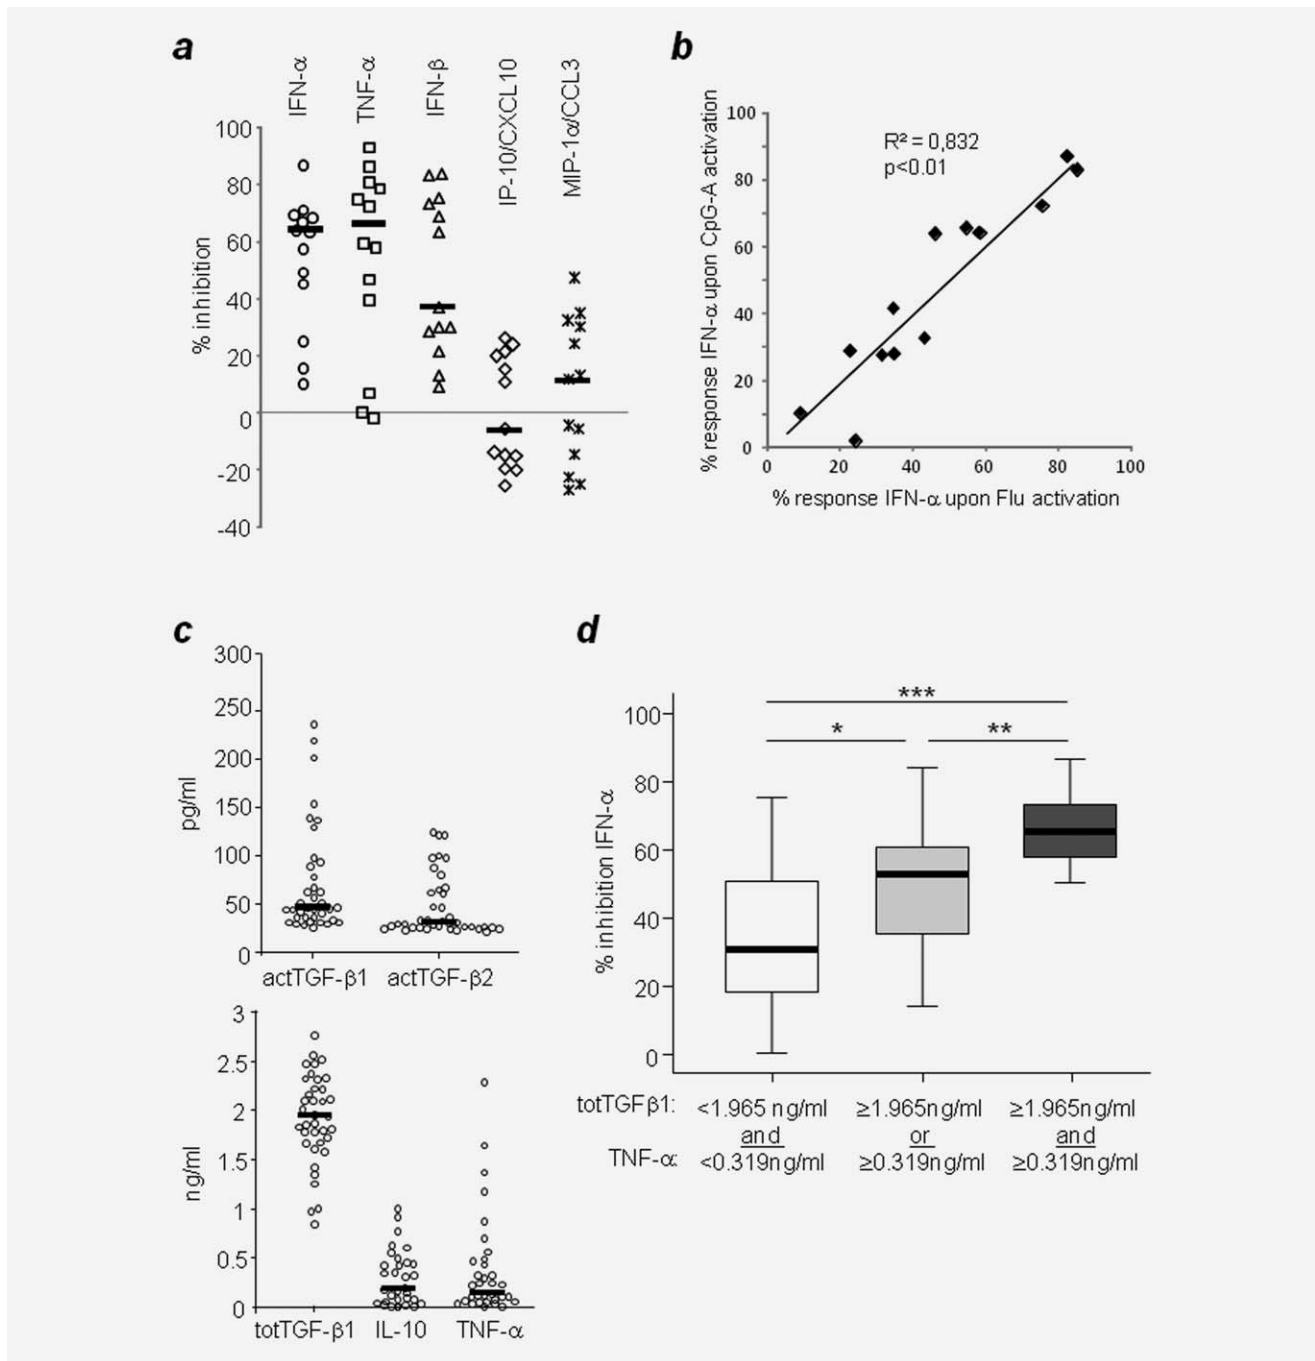 a
IFN-α
TNF-α
IFN-β
IP-10/CXCL10
MIP-1α/CCL3
% inhibition
100
80
60
40
20
0
-20
-40
b
R² = 0,832
p<0.01
% response IFN-α upon CpG-A activation
100
80
60
40
20
0
0 20 40 60 80 100
% response IFN-α upon Flu activation
c
pg/ml
300
250
200
150
100
50
0
actTGF-β1 actTGF-β2
ng/ml
3
2.5
2
1.5
1
0.5
0
totTGF-β1 IL-10 TNF-α
d
***
* **
% inhibition IFN-α
100
80
60
40
20
0
totTGFβ1: <1.965 ng/ml ≥1.965ng/ml ≥1.965ng/ml
and or and
TNF-α: <0.319ng/ml ≥0.319ng/ml ≥0.319ng/ml